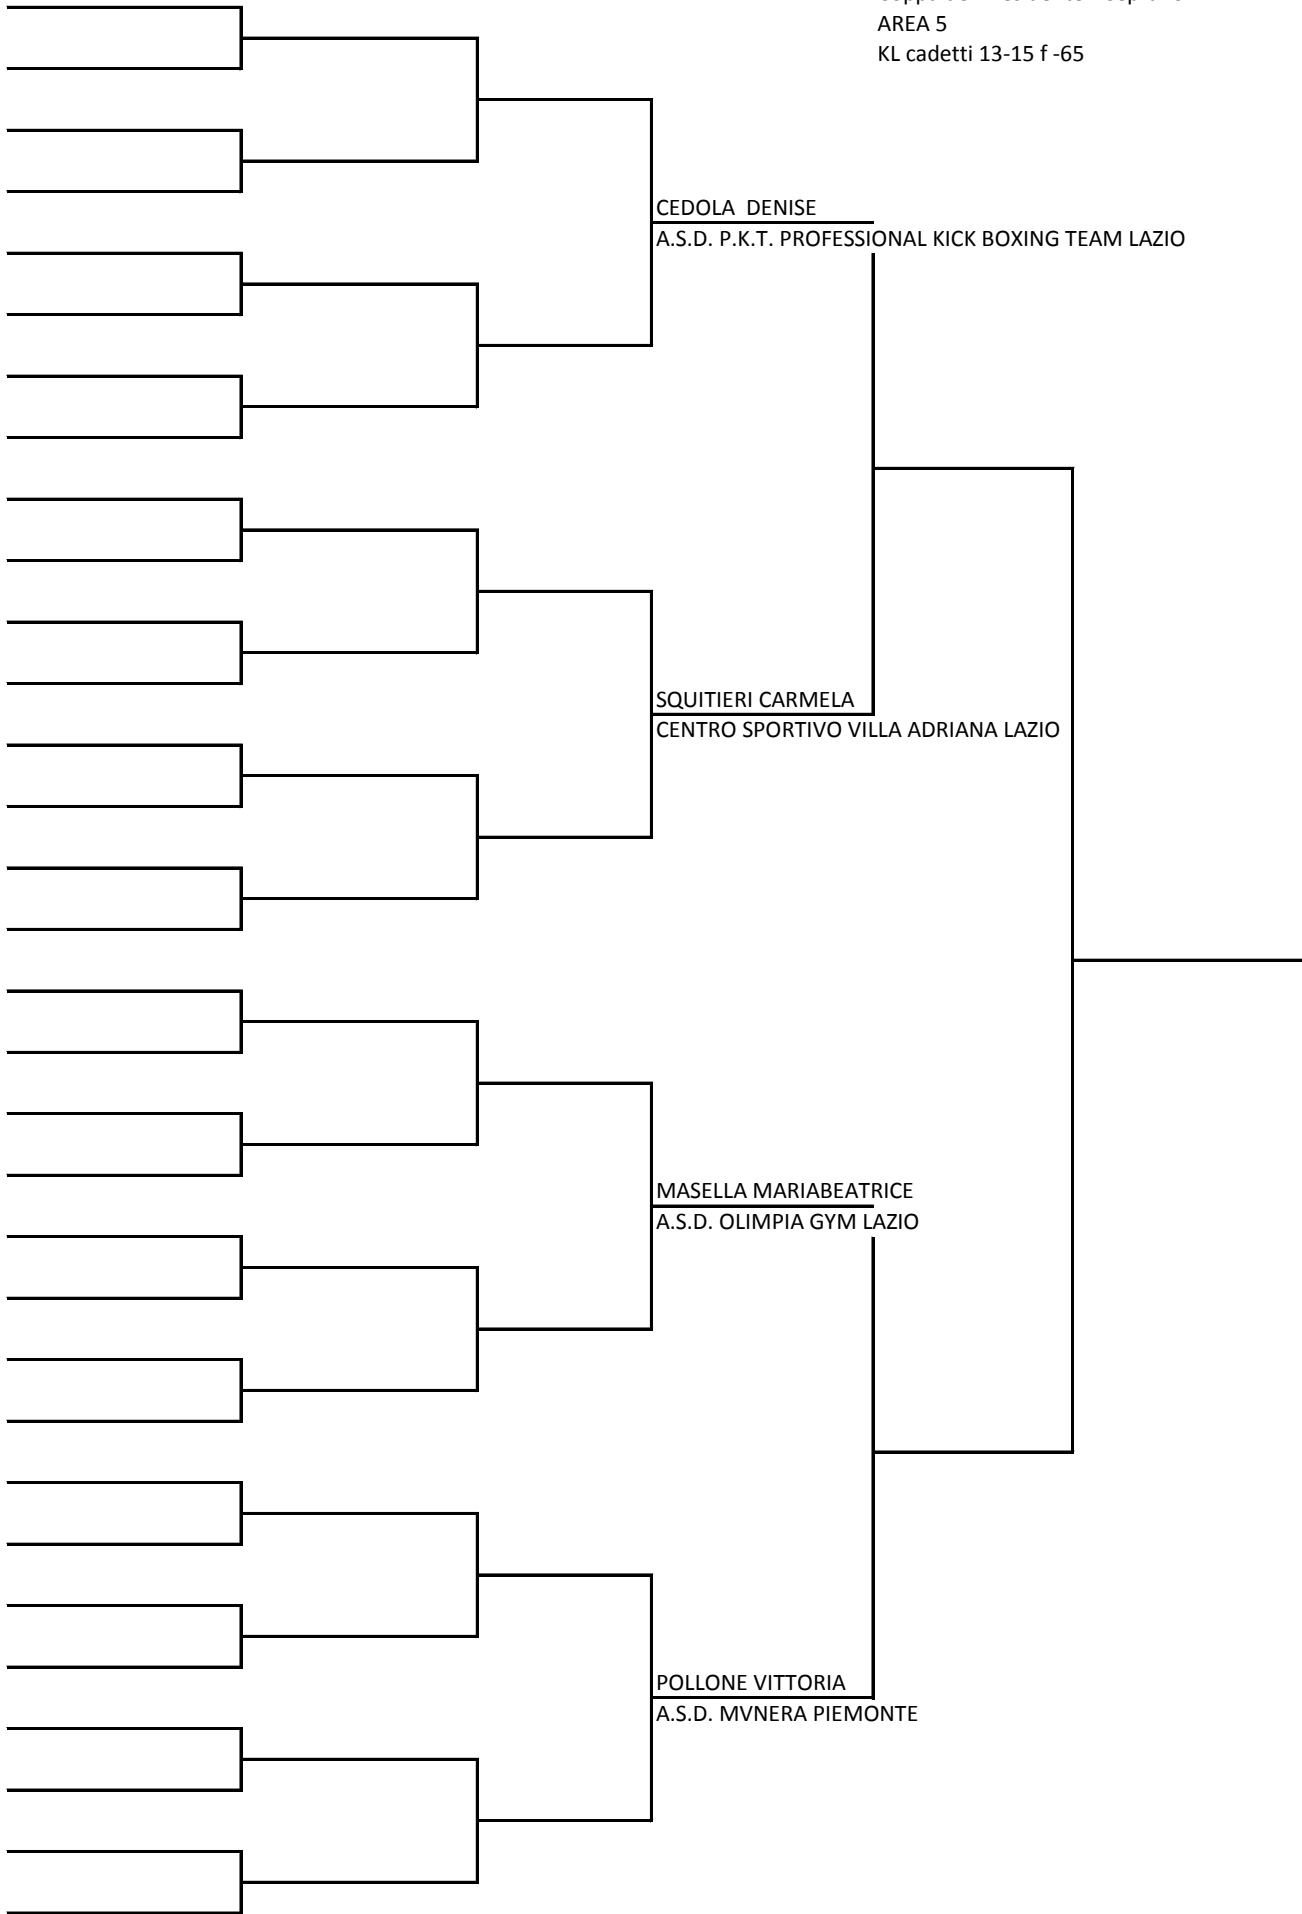 AREA 5
KL cadetti 13-15 f -65
CEDOLA  DENISE
A.S.D. P.K.T. PROFESSIONAL KICK BOXING TEAM LAZIO
SQUITIERI CARMELA
CENTRO SPORTIVO VILLA ADRIANA LAZIO
MASELLA MARIABEATRICE
A.S.D. OLIMPIA GYM LAZIO
POLLONE VITTORIA
A.S.D. MVNERA PIEMONTE